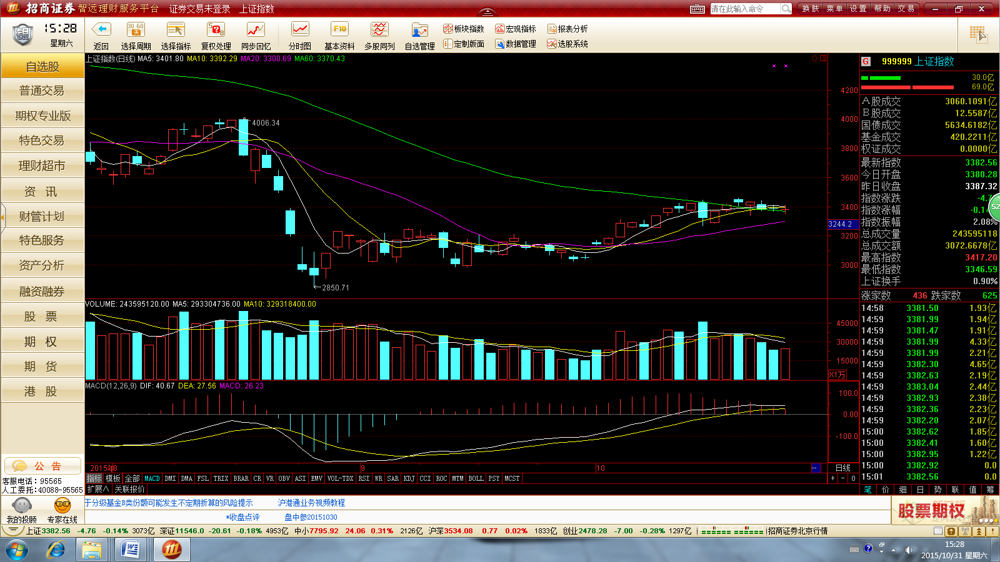 招商证券 智远理财服务平台 证券交易未登录 上证指数
请在此输入命令 换肤 菜单 设置 帮助 交易
15:28
星期六
返回 选择周期 选择指标 复权处理 同步回忆 分时图 基本资料 多股同列 自选管理
板块指数 宏观指标 报表分析
定制版面 数据管理 选股系统
自选股
普通交易
期权专业版
特色交易
理财超市
资 讯
财管计划
特色服务
资产分析
融资融券
股 票
期 权
期 货
港 股
公 告
客服电话: 95565
人工委托:40088-95565
我的投顾 专家在线
上证指数(日线) MA5: 3401.80 MA10: 3392.29 MA20: 3300.69 MA60: 3370.43
4200
4006.34
4000
3800
3600
3400
3244.2
3200
3000
2850.71
VOLUME: 243595120.00 MA5: 293304736.00 MA10: 329318400.00
45000
30000
15000
X1万
MACD(12,26,9) DIF: 40.67 DEA: 27.56 MACD: 26.23
100.0
0.00
-100.0
2015年8 9 10 日线
指标 模板 全部 MACD DMI DMA FSL TRIX BRAR CR VR OBV ASI EMV VOL-TDX RSI WR SAR KDJ CCI ROC MTM BOLL PSY MCST + - 0
扩展∧ 关联报价
G 999999 上证指数
30.0亿
69.0亿
A股成交 3060.1091亿
B股成交 12.5587亿
国债成交 5634.6182亿
基金成交 420.2211亿
权证成交 0.0000亿
最新指数 3382.56
今日开盘 3380.28
昨日收盘 3387.32
指数涨跌 -4.7
指数涨幅 -0.1
指数振幅 2.08%
总成交量 243595118
总成交额 3072.6678亿
最高指数 3417.20
最低指数 3346.59
上证换手 0.90%
涨家数 436 跌家数 625
14:58 3381.50 1.93亿
14:59 3381.99 1.94亿
14:59 3381.47 1.91亿
14:59 3381.99 4.33亿
14:59 3381.99 2.21亿
14:59 3382.30 4.65亿
14:59 3382.63 2.19亿
14:59 3383.04 2.44亿
14:59 3382.93 2.38亿
14:59 3382.36 2.23亿
14:59 3382.20 2.07亿
15:00 3382.62 1.85亿
15:00 3382.41 1.60亿
15:00 3382.95 1.22亿
15:00 3382.92 0.0
15:01 3382.56 0.0
笔 价 细 日 势 联 值 筹
52
于分级基金B类份额可能发生不定期折算的风险提示 沪港通业务视频教程
*收盘点评 盘中参20151030
股票期权
上证3382.56 -4.76 -0.14% 3073亿 深证11546.0 -20.61 -0.18% 4953亿 中小7795.92 24.06 0.31% 2126亿 沪深3534.08 0.77 0.02% 1833亿 创业2478.28 -7.00 -0.28% 1297亿 招商证券北京行情
15:28
2015/10/31 星期六